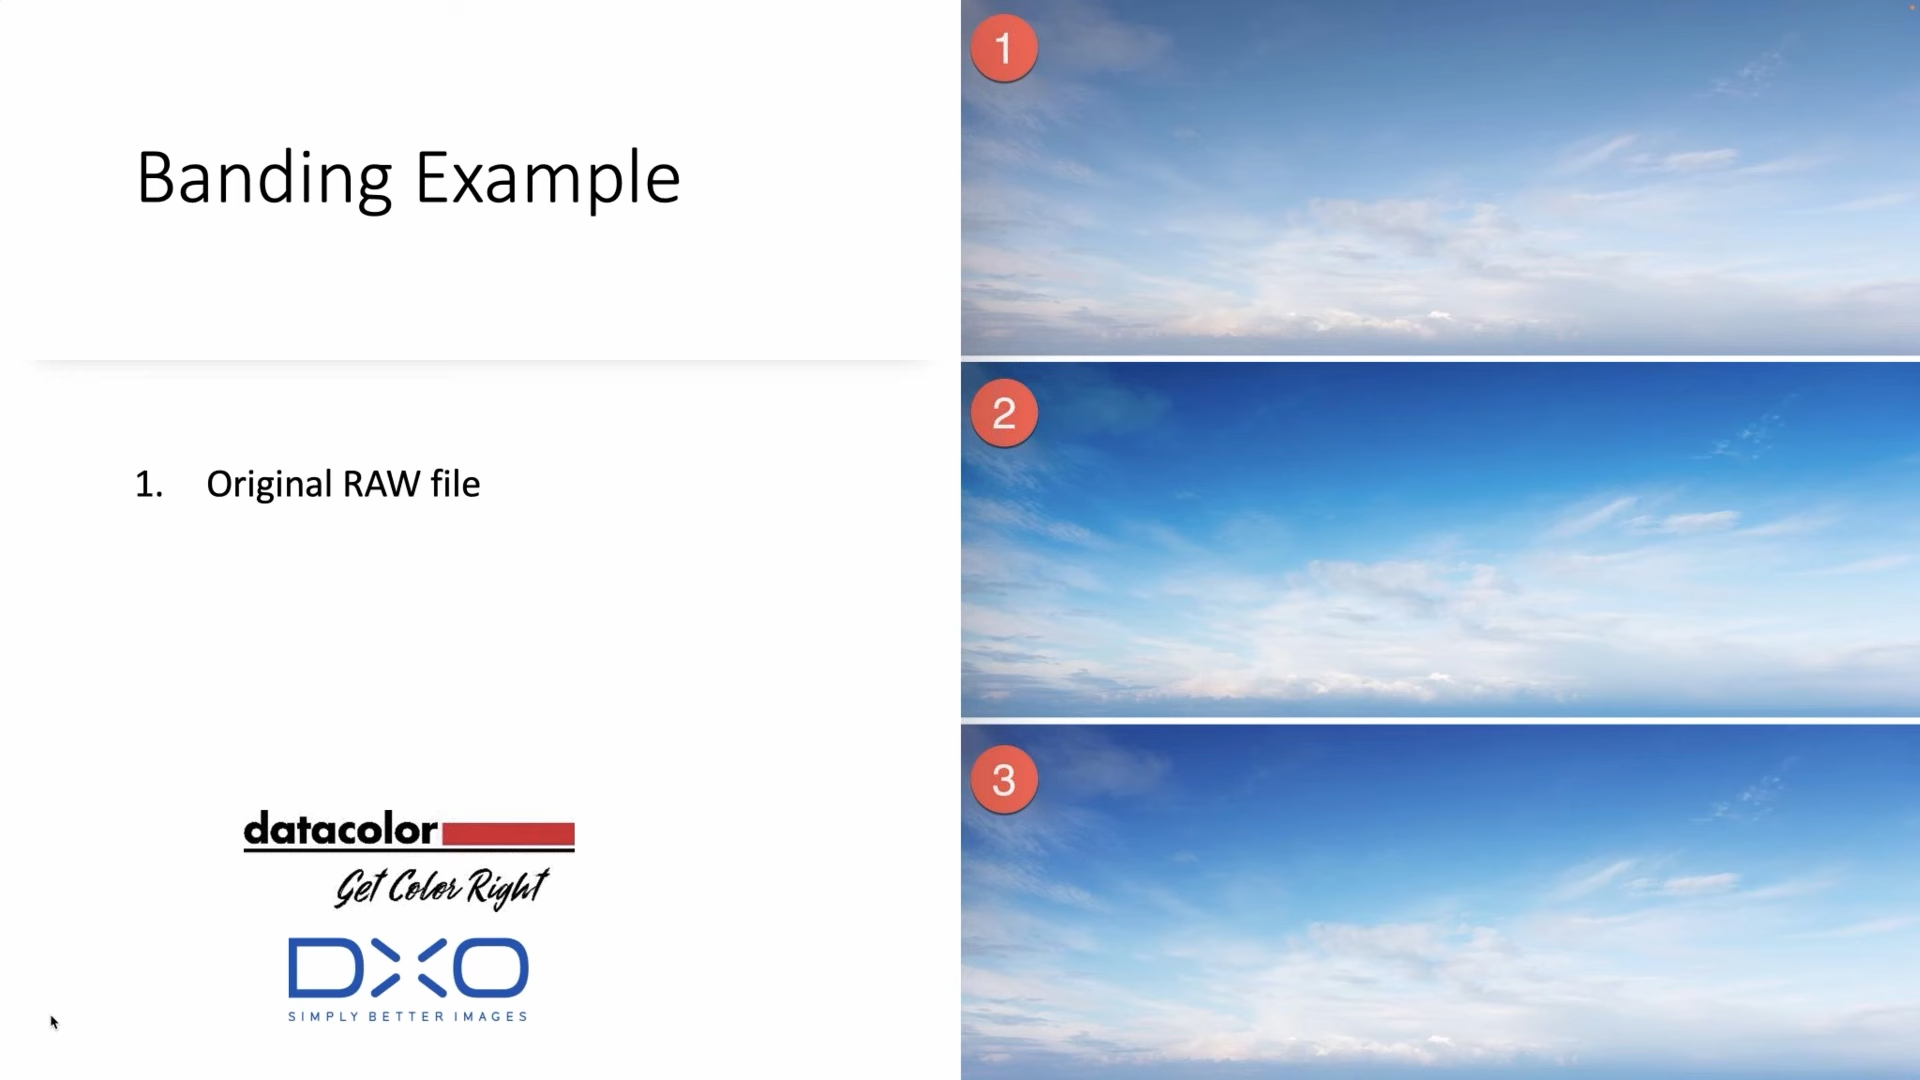 Banding Example
1. Original RAW file
datacolor
Get Color Right
DXO
SIMPLY BETTER IMAGES
1
2
3